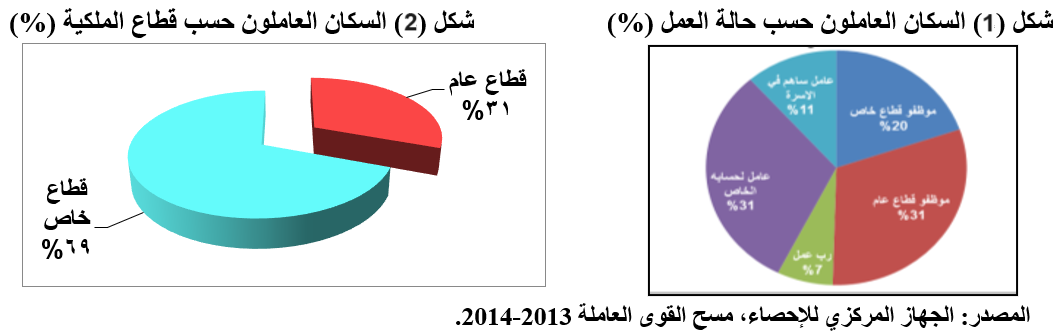 شكل (1) السكان العاملون حسب حالة العمل (%)
موظفو قطاع خاص
%20
موظفو قطاع عام
%31
رب عمل
%7
عامل لحسابه
الخاص
%31
عامل ساهم في
الاسرة
%11
شكل (2) السكان العاملون حسب قطاع الملكية (%)
قطاع عام
%٣١
قطاع
خاص
%٦٩
المصدر: الجهاز المركزي للإحصاء، مسح القوى العاملة 2013-2014.